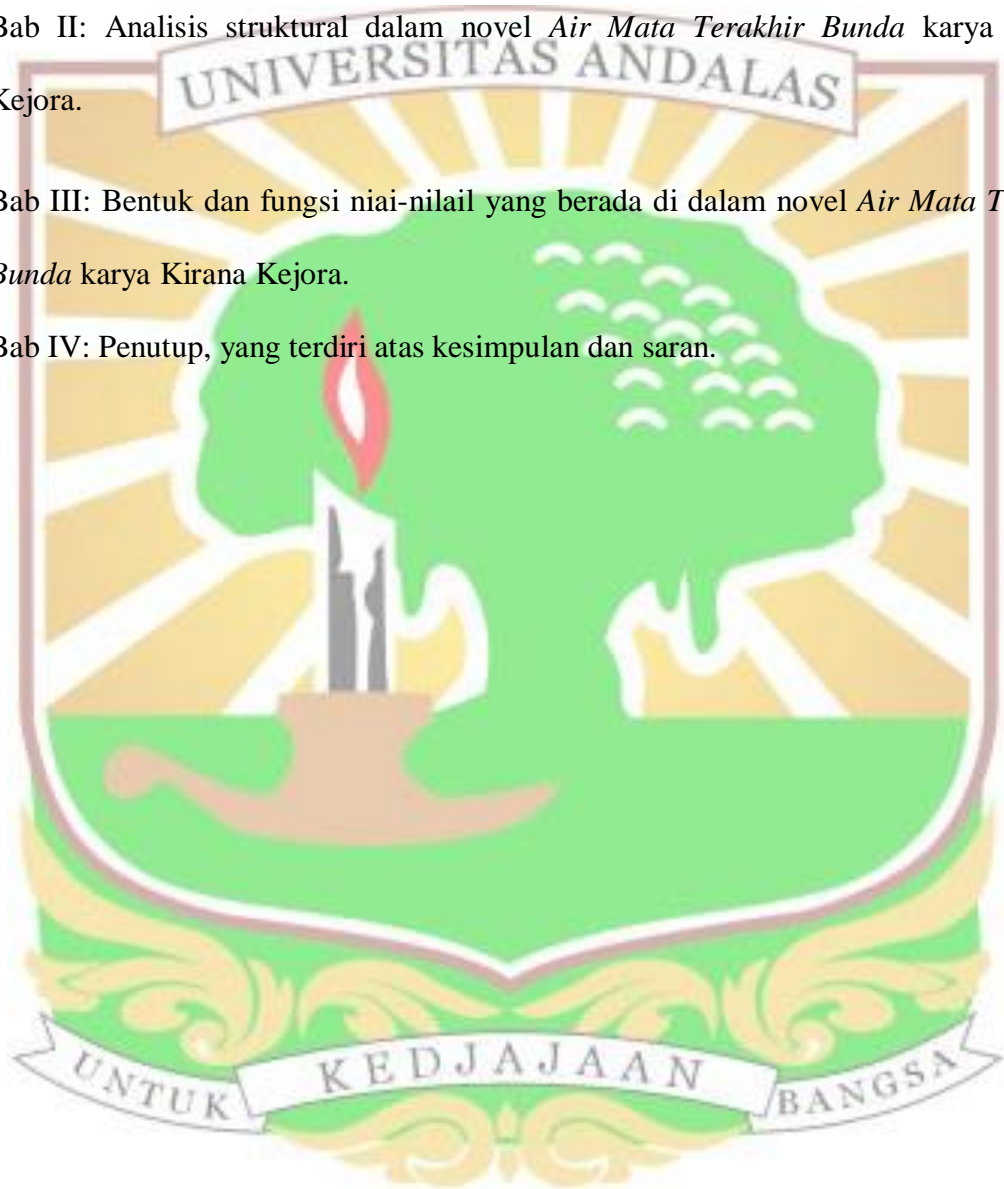 Bab II: Analisis struktural dalam novel Air Mata Terakhir Bunda karya
Kejora.
Bab III: Bentuk dan fungsi niai-nilail yang berada di dalam novel Air Mata T
Bunda karya Kirana Kejora.
Bab IV: Penutup, yang terdiri atas kesimpulan dan saran.
UNIVERSITAS ANDALAS
UNTUK KEDJAJAAN BANGSA